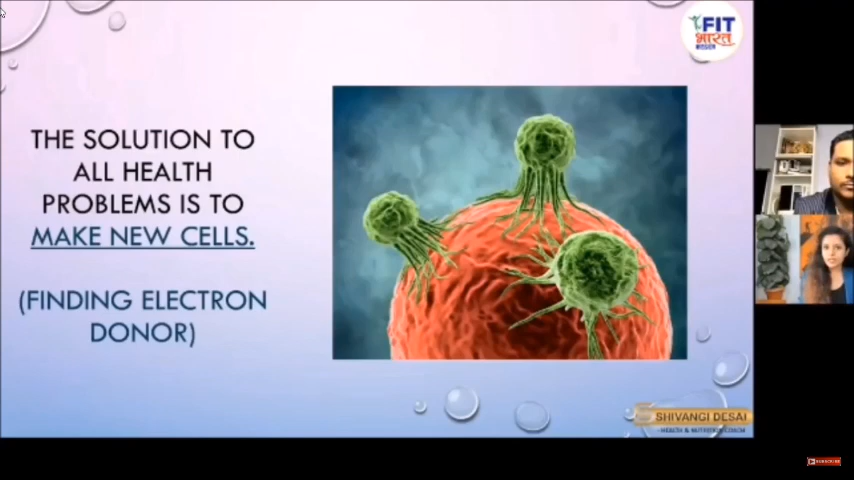 FIT
भारत
THE SOLUTION TO
ALL HEALTH
PROBLEMS IS TO
MAKE NEW CELLS.
(FINDING ELECTRON
DONOR)
SHIVANGI DESAI
HEALTH & NUTRITION COACH
SUBSCRIBE